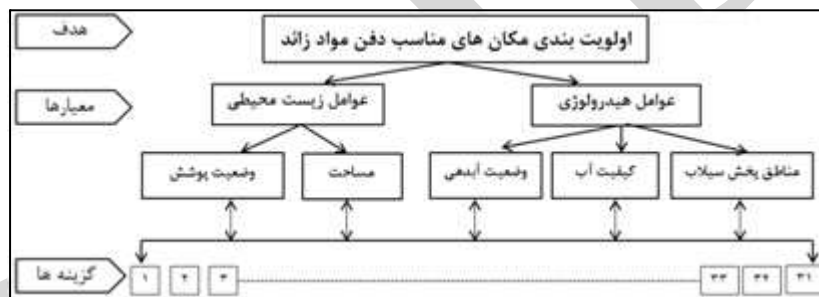 هدف
اولویت بندی مکان های مناسب دفن مواد زائد
معیارها
عوامل هیدرولوژی
عوامل زیست محیطی
مناطق پخش سیلاب
کیفیت آب
وضعیت آبدهی
مساحت
وضعیت پوشش
گزینه ها
۱ ۲ ۳ ۳۳ ۳۱